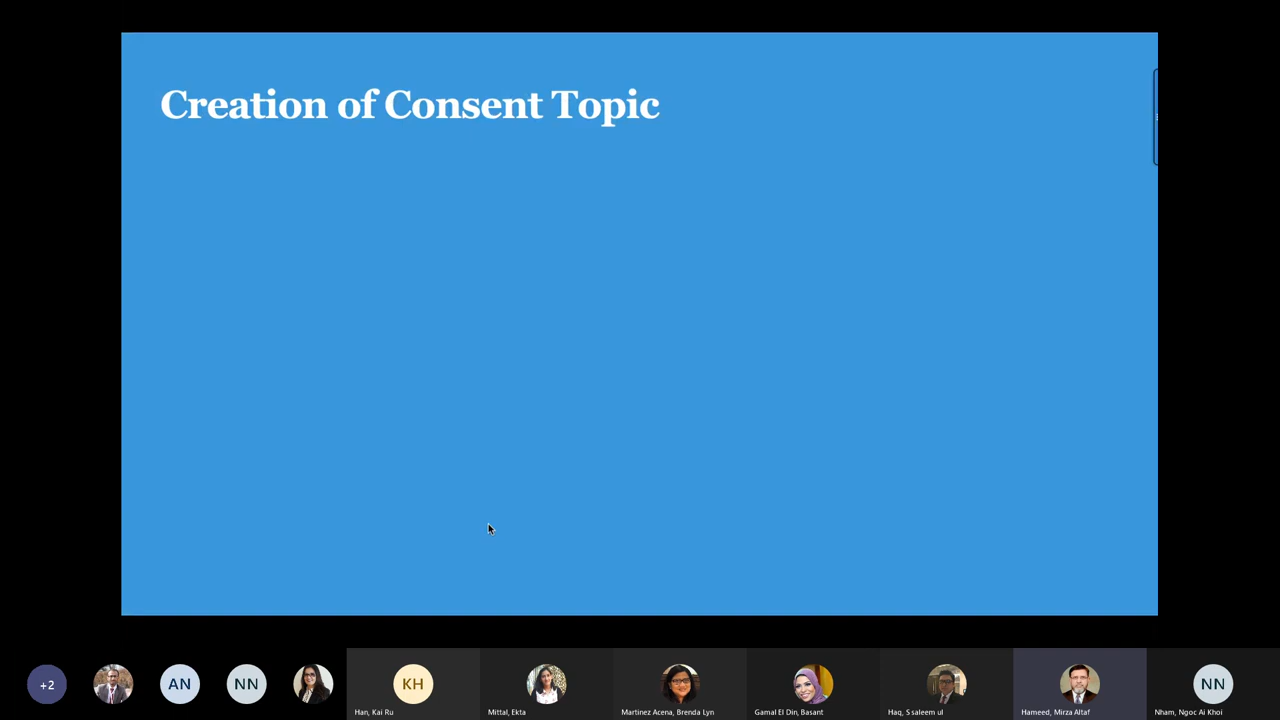 Creation of Consent Topic
+2
AN
NN
KH
NN
Han, Kai Ru
Mittal, Ekta
Martinez Acena, Brenda Lyn
Gamal El Din, Basant
Haq, S saleem ul
Hameed, Mirza Altaf
Nham, Ngoc Ai Khoi